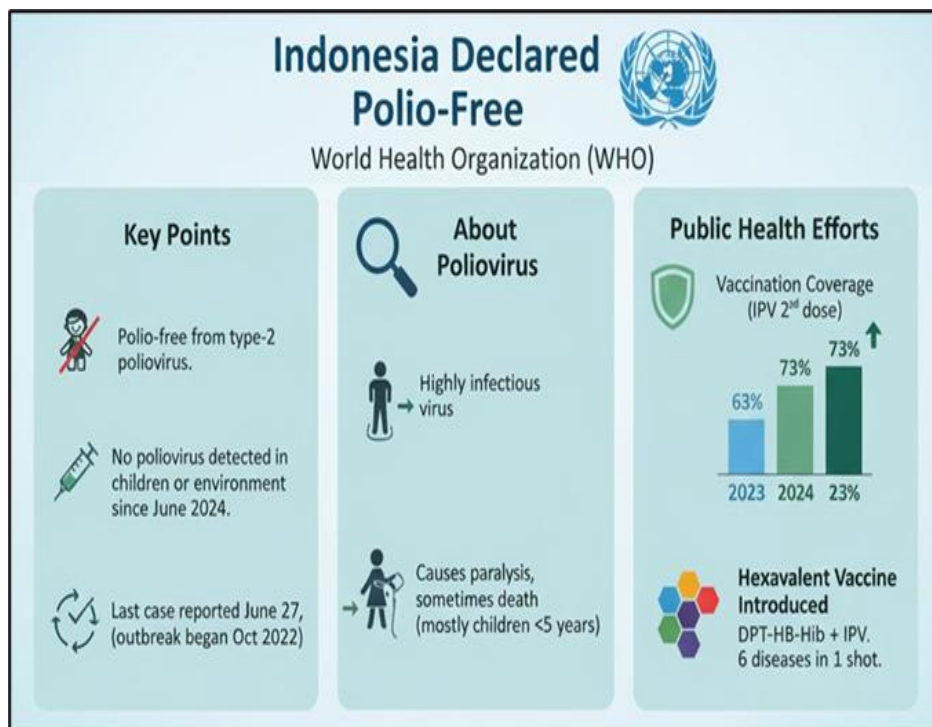 Indonesia Declared
Polio-Free
World Health Organization (WHO)
Key Points
Polio-free from type-2
poliovirus.
No poliovirus detected in
children or environment
since June 2024.
Last case reported June 27,
(outbreak began Oct 2022)
About
Poliovirus
Highly infectious
virus
Causes paralysis,
sometimes death
(mostly children <5 years)
Public Health Efforts
Vaccination Coverage
(IPV 2nd dose)
63%
73%
73%
2023
2024
23%
Hexavalent Vaccine
Introduced
DPT-HB-Hib + IPV.
6 diseases in 1 shot.